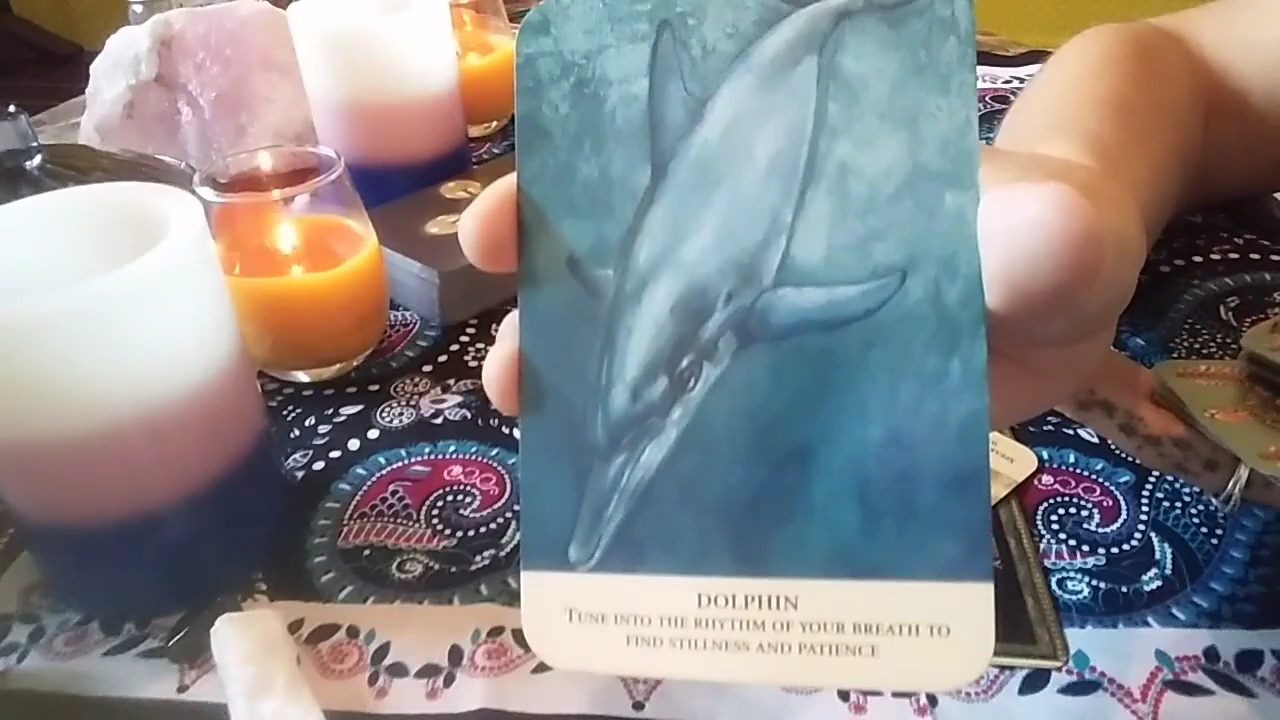 DOLPHIN
TUNE INTO THE RHYTHM OF YOUR BREATH TO
FIND STILLNESS AND PATIENCE